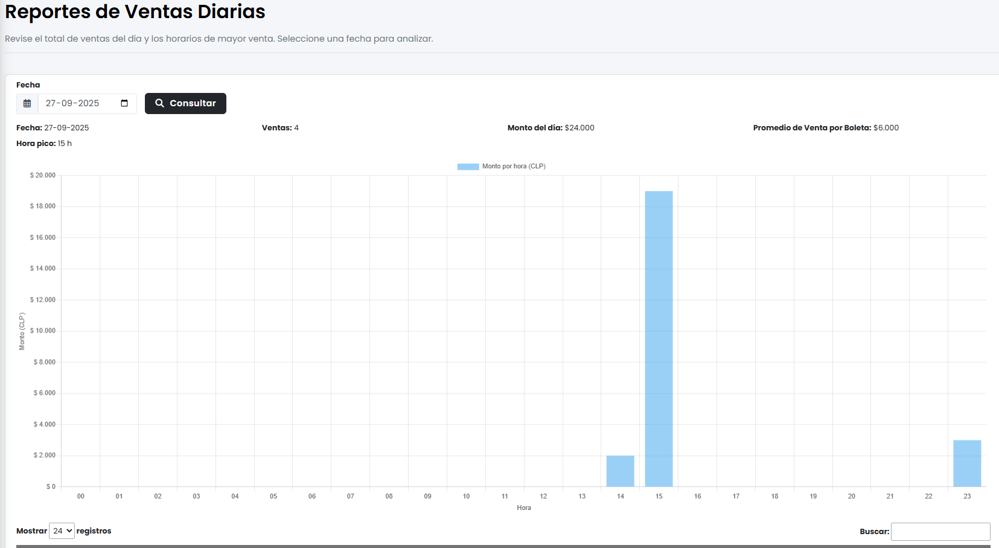 Reportes de Ventas Diarias
Revise el total de ventas del día y los horarios de mayor venta. Seleccione una fecha para analizar.
Fecha
27-09-2025
Consultar
Fecha: 27-09-2025
Ventas: 4
Monto del día: $24.000
Promedio de Venta por Boleta: $6.000
Hora pico: 15 h
Monto por hora (CLP)
$ 20.000
$ 18.000
$ 16.000
$ 14.000
$ 12.000
$ 10.000
$ 8.000
$ 6.000
$ 4.000
$ 2.000
$ 0
Monto (CLP)
00 01 02 03 04 05 06 07 08 09 10 11 12 13 14 15 16 17 18 19 20 21 22 23
Hora
Mostrar 24 registros
Buscar: